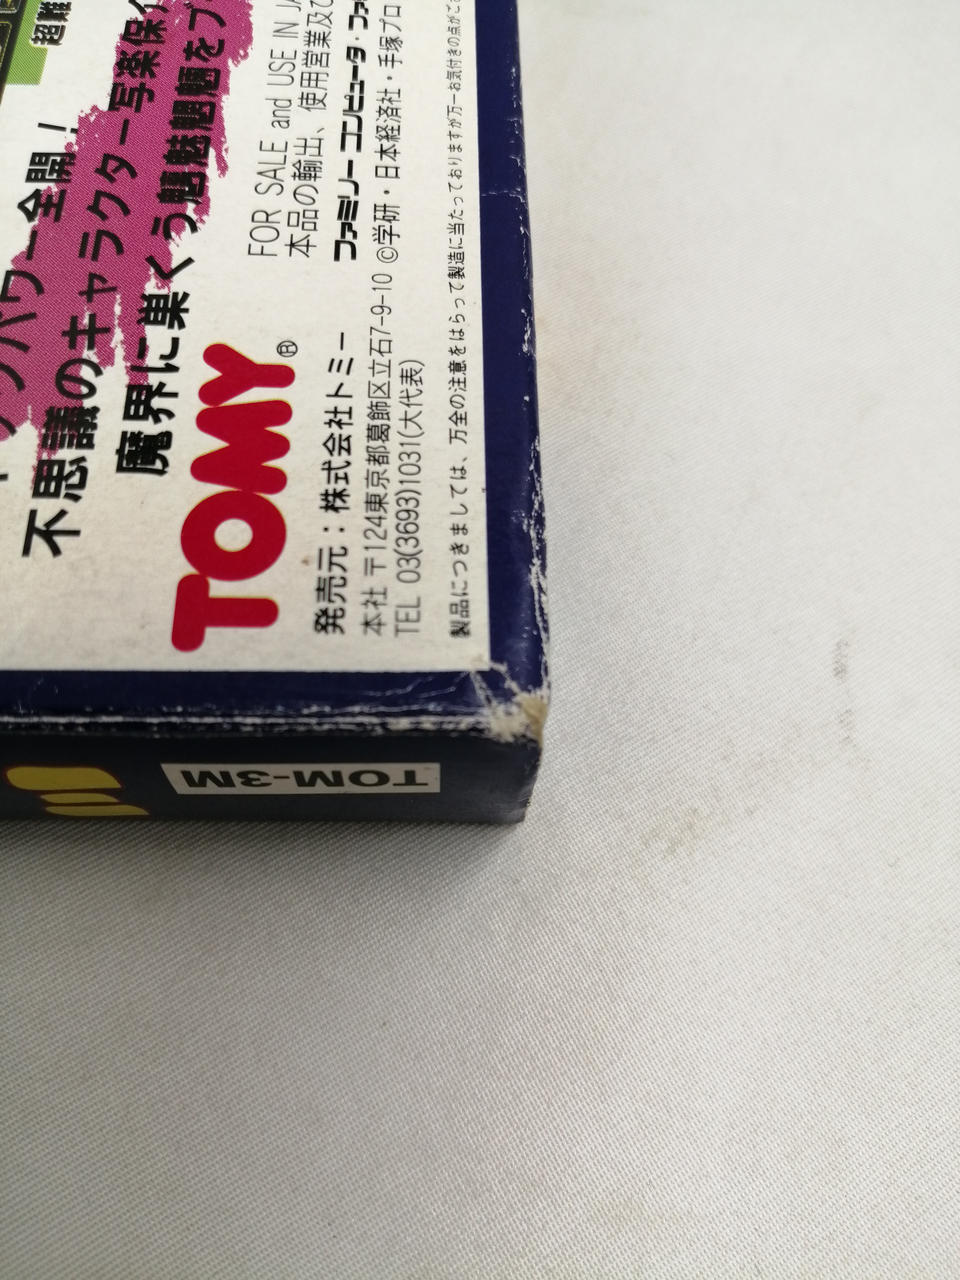 超難
ワー全開!
不思議のキャラクター写楽保
魔界に巣くう魑魅魍魎をブ
TOMY®
FOR SALE and USE IN JA
本品の輸出、使用営業及び
発売元:株式会社トミー
ファミリーコンピュータ・ファ
本社 〒124東京都葛飾区立石7-9-10
©学研・日本経済社・手塚プロ
TEL 03(3693)1031(大代表)
製品につきましては、万全の注意をはらって製造に当たっておりますが万一お気付きの点がご
TOM-3M